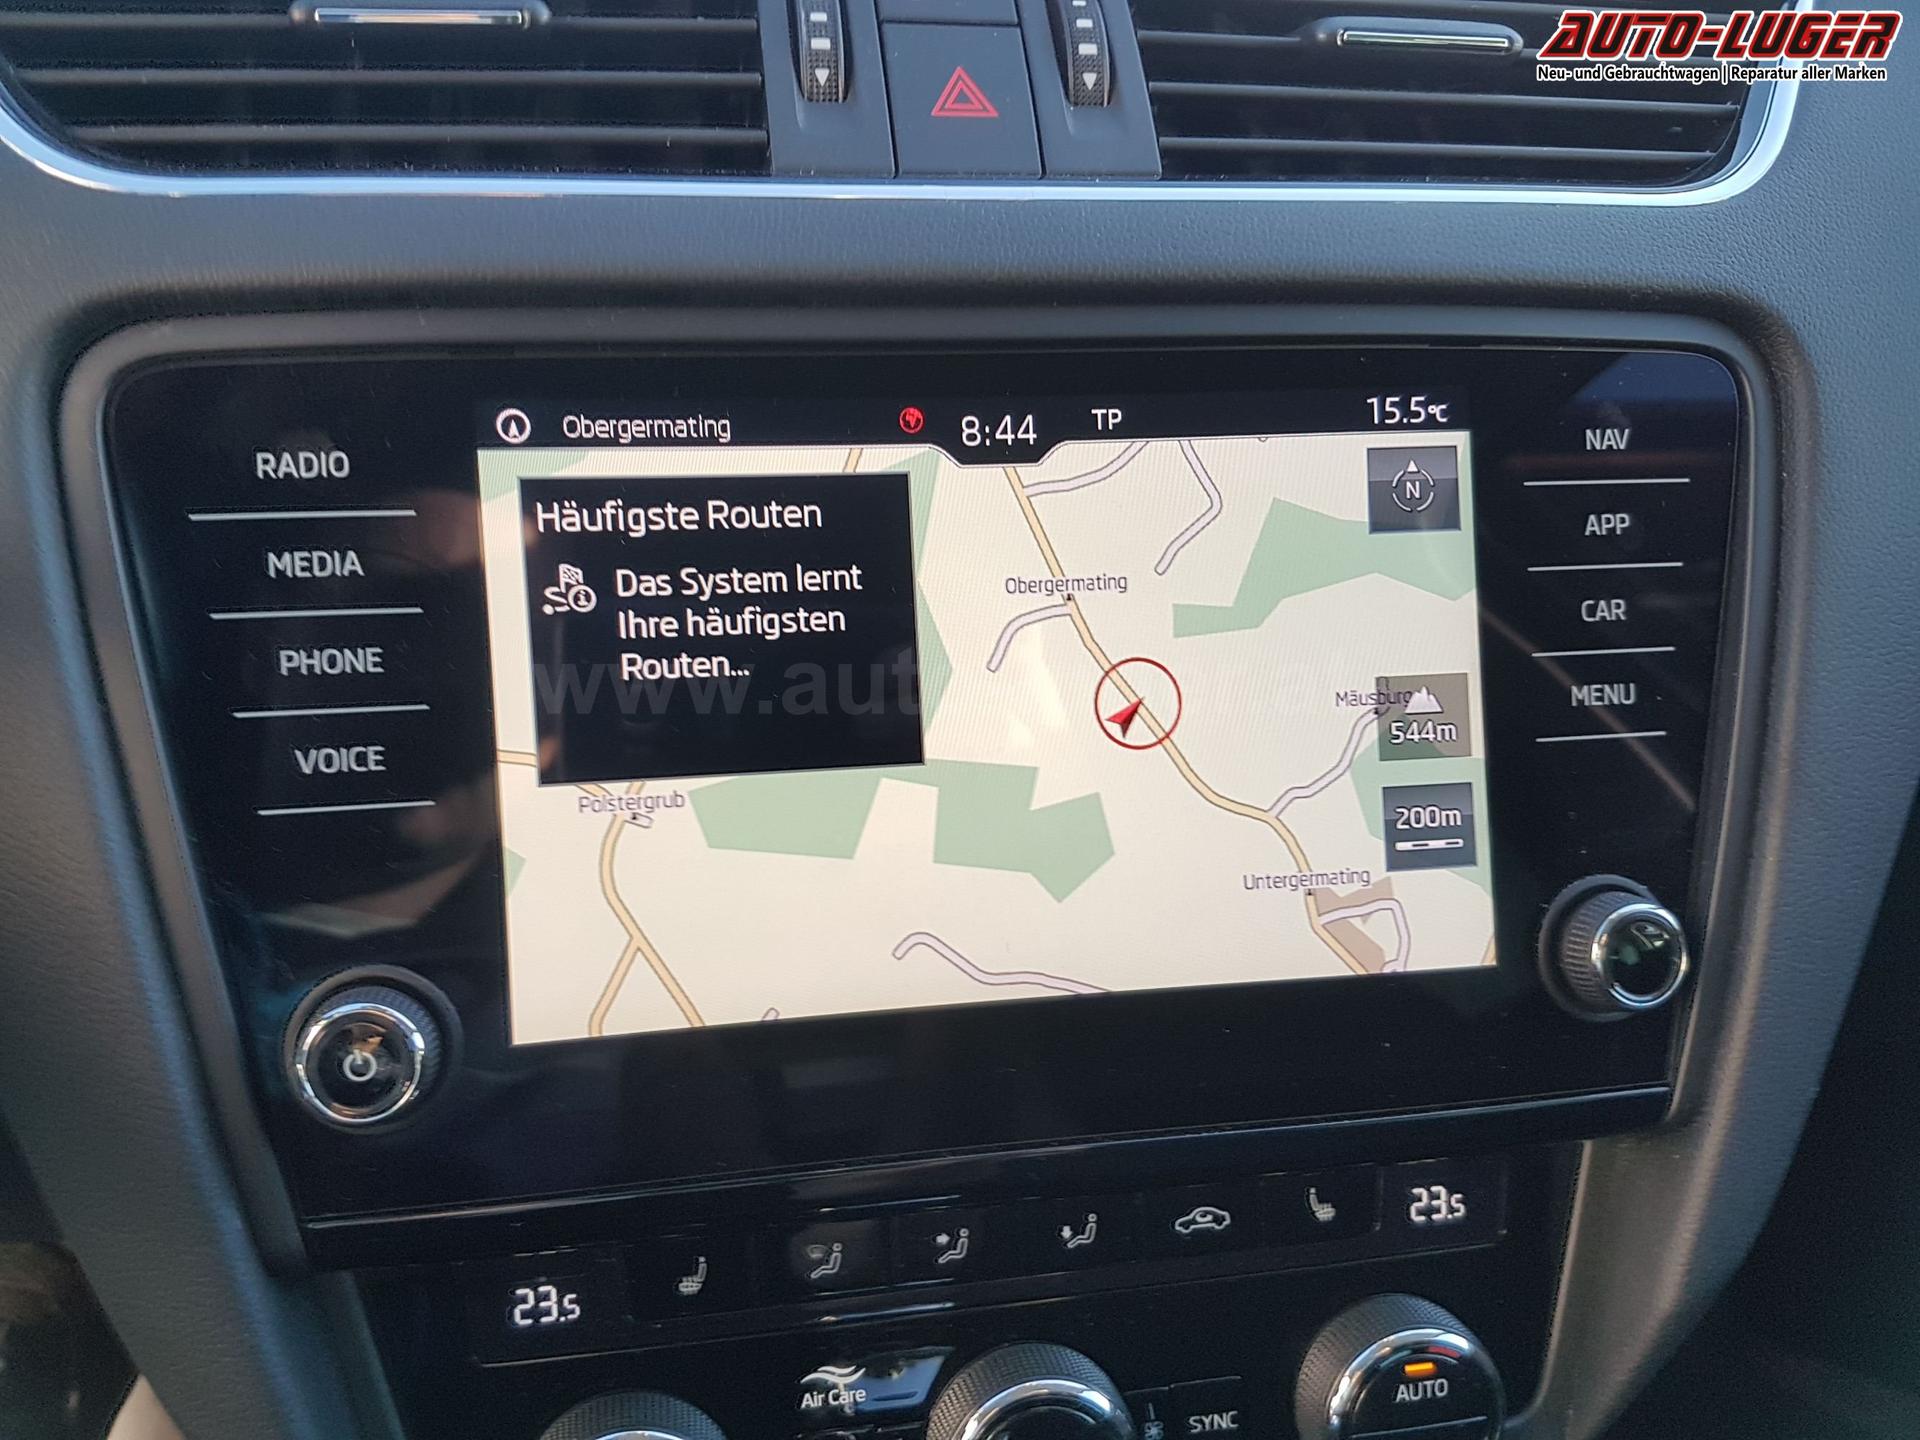 AUTO-LUGER
Neu- und Gebrauchtwagen | Reparatur aller Marken
RADIO
MEDIA
PHONE
VOICE
Obergermating
8:44
TP
15.5°C
Häufigste Routen
Das System lernt
Ihre häufigsten
Routen...
N
Obergermating
Mäusburg
544m
200m
Polstergrub
Untergermating
NAV
APP
CAR
MENU
23.5
23.5
Air Care
SYNC
AUTO